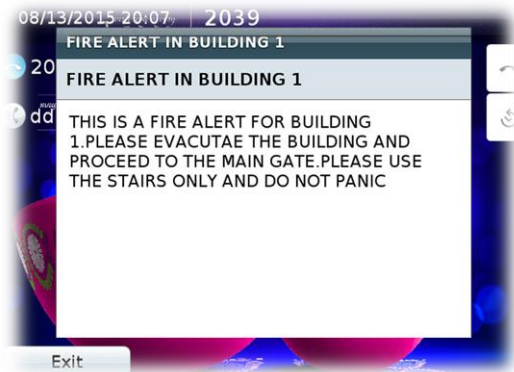 08/13/2015 20:07 2039
FIRE ALERT IN BUILDING 1
20
FIRE ALERT IN BUILDING 1
dd
THIS IS A FIRE ALERT FOR BUILDING
1.PLEASE EVACUTAE THE BUILDING AND
PROCEED TO THE MAIN GATE.PLEASE USE
THE STAIRS ONLY AND DO NOT PANIC
Exit